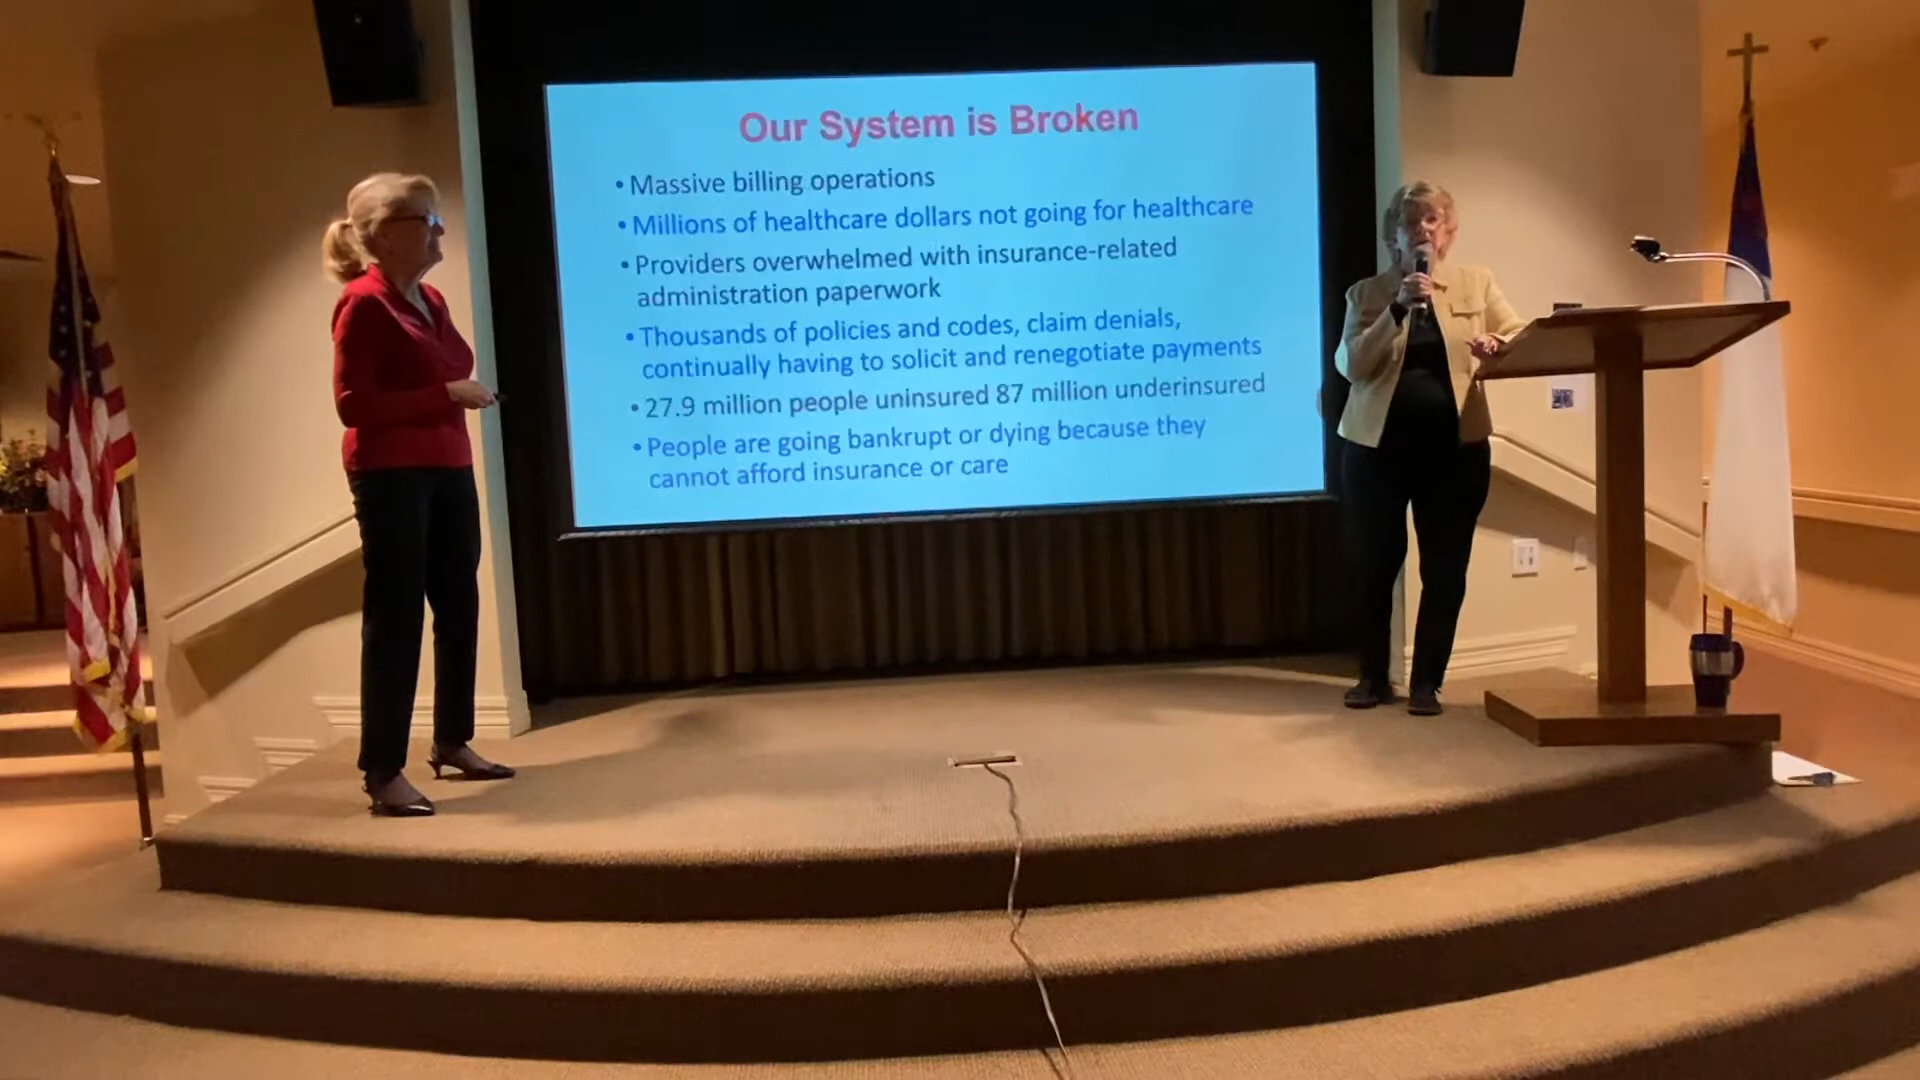 Our System is Broken
• Massive billing operations
• Millions of healthcare dollars not going for healthcare
• Providers overwhelmed with insurance-related
administration paperwork
• Thousands of policies and codes, claim denials,
continually having to solicit and renegotiate payments
• 27.9 million people uninsured 87 million underinsured
• People are going bankrupt or dying because they
cannot afford insurance or care